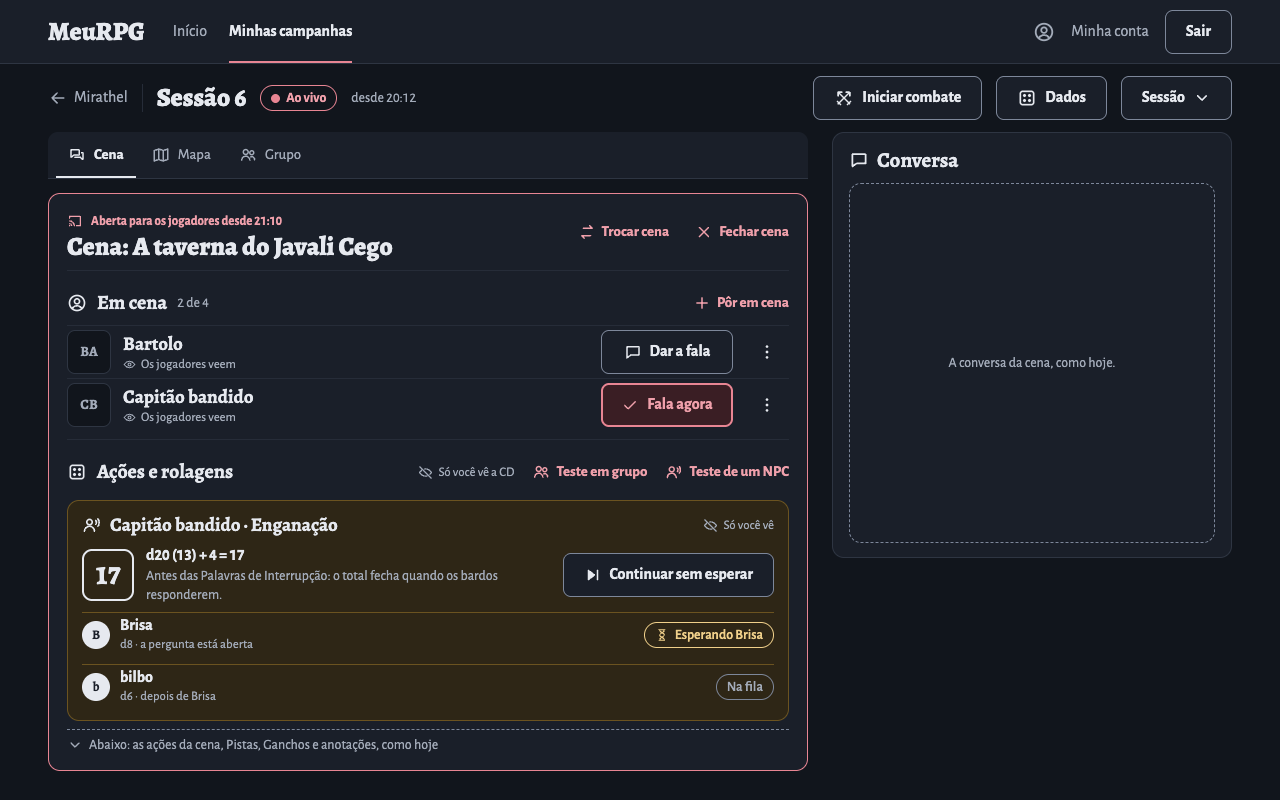 MeuRPG
Início
Minhas campanhas
Minha conta
Sair
Mirathel
Sessão 6
Ao vivo
desde 20:12
Iniciar combate
Dados
Sessão
Cena
Mapa
Grupo
Aberta para os jogadores desde 21:10
Cena: A taverna do Javali Cego
Trocar cena
Fechar cena
Em cena
2 de 4
Pôr em cena
BA
Bartolo
Os jogadores veem
Dar a fala
CB
Capitão bandido
Os jogadores veem
Fala agora
Ações e rolagens
Só você vê a CD
Teste em grupo
Teste de um NPC
Capitão bandido · Enganação
Só você vê
17
d20 (13) + 4 = 17
Antes das Palavras de Interrupção: o total fecha quando os bardos
responderem.
Continuar sem esperar
B
Brisa
d8 · a pergunta está aberta
Esperando Brisa
b
bilbo
d6 · depois de Brisa
Na fila
Abaixo: as ações da cena, Pistas, Ganchos e anotações, como hoje
Conversa
A conversa da cena, como hoje.